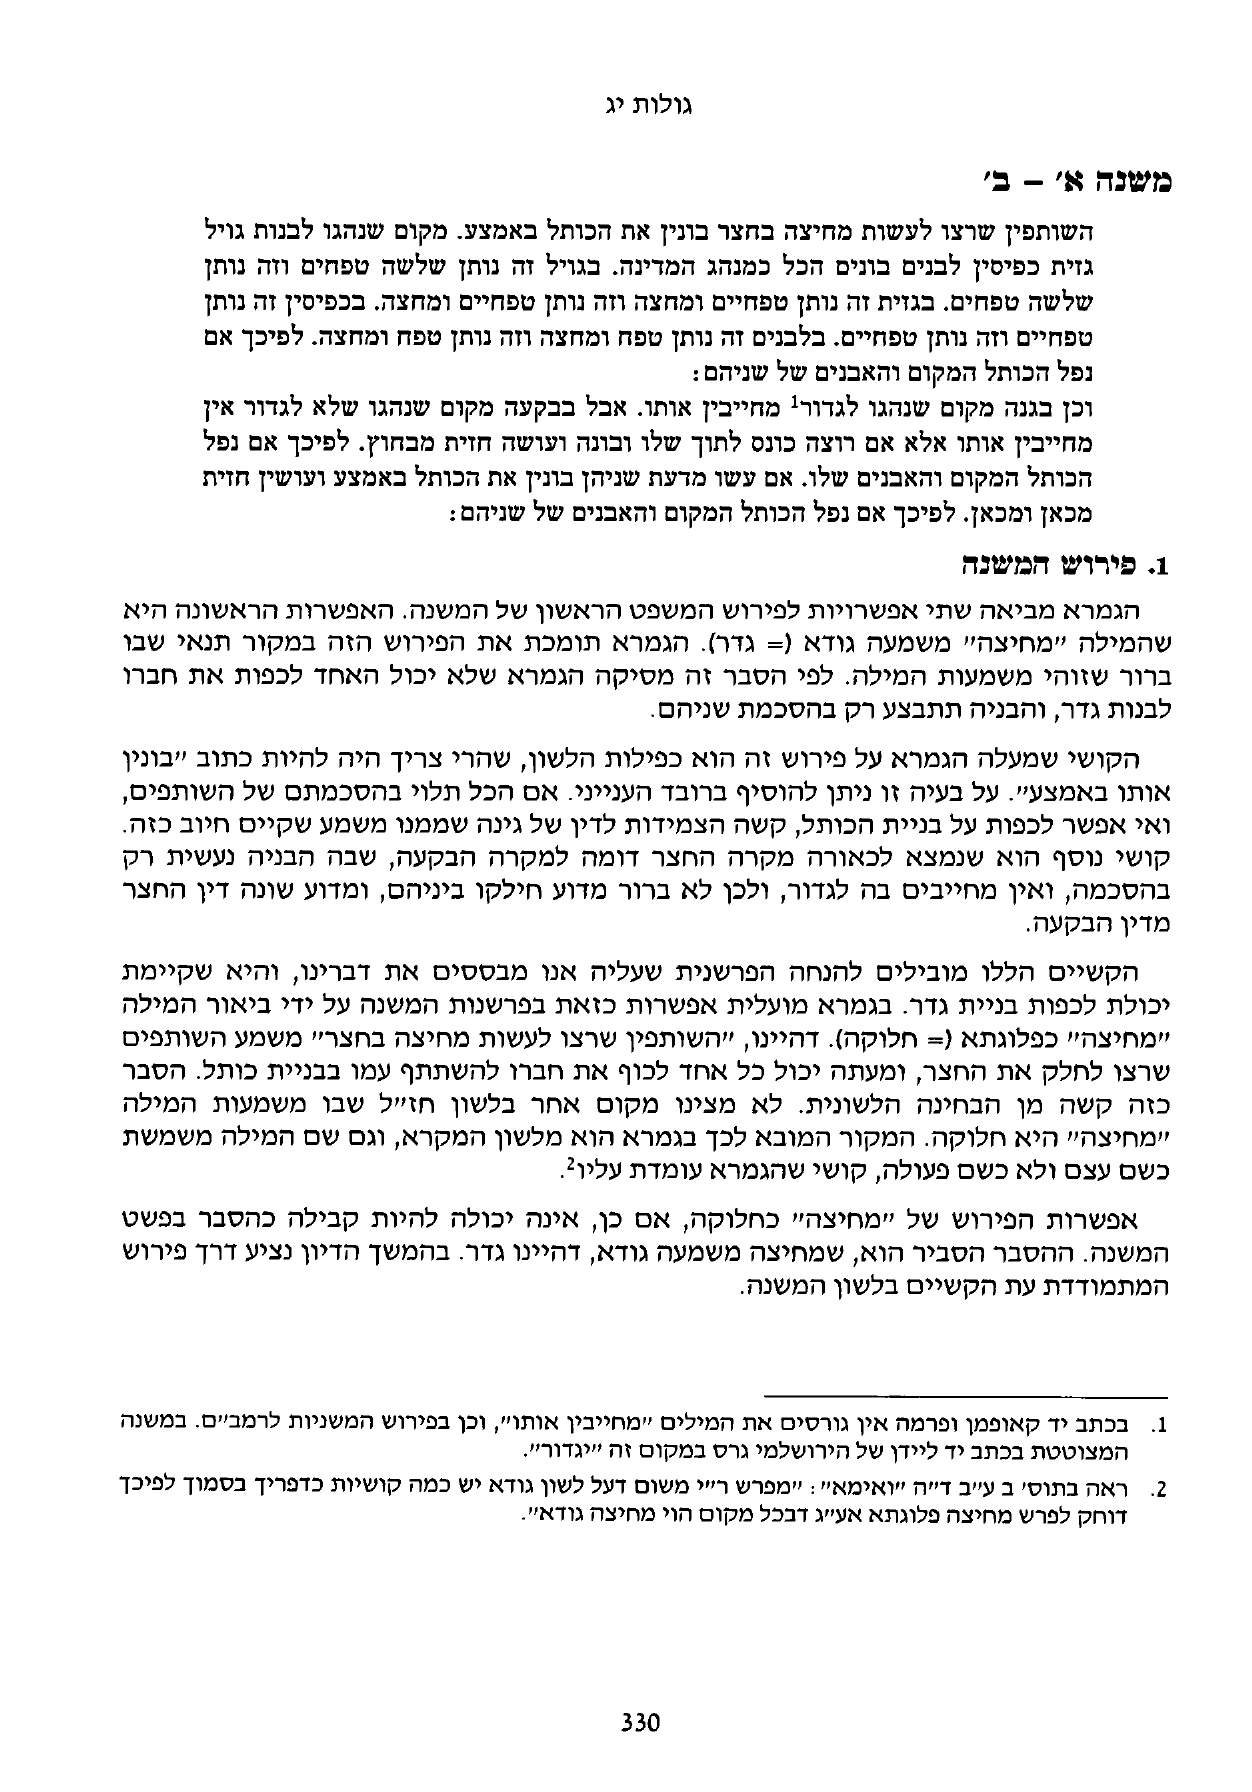 גולות יג
משנה א' – ב'
השותפין שרצו לעשות מחיצה בחצר בונין את הכותל באמצע. מקום שנהגו לבנות גויל
גזית כפיסין לבנים בונים הכל כמנהג המדינה. בגויל זה נותן שלשה טפחים וזה נותן
שלשה טפחים. בגזית זה נותן טפחיים ומחצה וזה נותן טפחיים ומחצה. בכפיסין זה נותן
טפחיים וזה נותן טפחיים. בלבנים זה נותן טפח ומחצה וזה נותן טפח ומחצה. לפיכך אם
נפל הכותל המקום והאבנים של שניהם:
וכן בגנה מקום שנהגו לגדור1 מחייבין אותו. אבל בבקעה מקום שנהגו שלא לגדור אין
מחייבין אותו אלא אם רוצה כונס לתוך שלו ובונה ועושה חזית מבחוץ. לפיכך אם נפל
הכותל המקום והאבנים שלו. אם עשו מדעת שניהן בונין את הכותל באמצע ועושין חזית
מכאן ומכאן. לפיכך אם נפל הכותל המקום והאבנים של שניהם:
1. פירוש המשנה
הגמרא מביאה שתי אפשרויות לפירוש המשפט הראשון של המשנה. האפשרות הראשונה היא
שהמילה "מחיצה" משמעה גודא (= גדר). הגמרא תומכת את הפירוש הזה במקור תנאי שבו
ברור שזוהי משמעות המילה. לפי הסבר זה מסיקה הגמרא שלא יכול האחד לכפות את חברו
לבנות גדר, והבניה תתבצע רק בהסכמת שניהם.
הקושי שמעלה הגמרא על פירוש זה הוא כפילות הלשון, שהרי צריך היה להיות כתוב "בונין
אותו באמצע". על בעיה זו ניתן להוסיף ברובד הענייני. אם הכל תלוי בהסכמתם של השותפים,
ואי אפשר לכפות על בניית הכותל, קשה הצמידות לדין של גינה שממנו משמע שקיים חיוב כזה.
קושי נוסף הוא שנמצא לכאורה מקרה החצר דומה למקרה הבקעה, שבה הבניה נעשית רק
בהסכמה, ואין מחייבים בה לגדור, ולכן לא ברור מדוע חילקו ביניהם, ומדוע שונה דין החצר
מדין הבקעה.
הקשיים הללו מובילים להנחה הפרשנית שעליה אנו מבססים את דברינו, והיא שקיימת
יכולת לכפות בניית גדר. בגמרא מועלית אפשרות כזאת בפרשנות המשנה על ידי ביאור המילה
"מחיצה" כפלוגתא (= חלוקה). דהיינו, "השותפין שרצו לעשות מחיצה בחצר" משמע השותפים
שרצו לחלק את החצר, ומעתה יכול כל אחד לכוף את חברו להשתתף עמו בבניית כותל. הסבר
כזה קשה מן הבחינה הלשונית. לא מצינו מקום אחר בלשון חז"ל שבו משמעות המילה
"מחיצה" היא חלוקה. המקור המובא לכך בגמרא הוא מלשון המקרא, וגם שם המילה משמשת
כשם עצם ולא כשם פעולה, קושי שהגמרא עומדת עליו2.
אפשרות הפירוש של "מחיצה" כחלוקה, אם כן, איננה יכולה להיות קבילה כהסבר בפשט
המשנה. ההסבר הסביר הוא, שמחיצה משמעה גודא, דהיינו גדר. בהמשך הדיון נציע דרך פירוש
המתמודדת עת הקשיים בלשון המשנה.
1. בכתב יד קאופמן ופרמה אין גורסים את המילים "מחייבין אותו", וכן בפירוש המשניות לרמב"ם. במשנה
המצוטטת בכתב יד ליידן של הירושלמי גרס במקום זה "יגדור".
2. ראה בתוס' ב ע"ב ד"ה "ואימא": "מפרש ר"י משום דעל לשון גודא יש כמה קושיות כדפריך בסמוך לפיכך
דוחק לפרש מחיצה פלוגתא אע"ג דבכל מקום הוי מחיצה גודא".
330